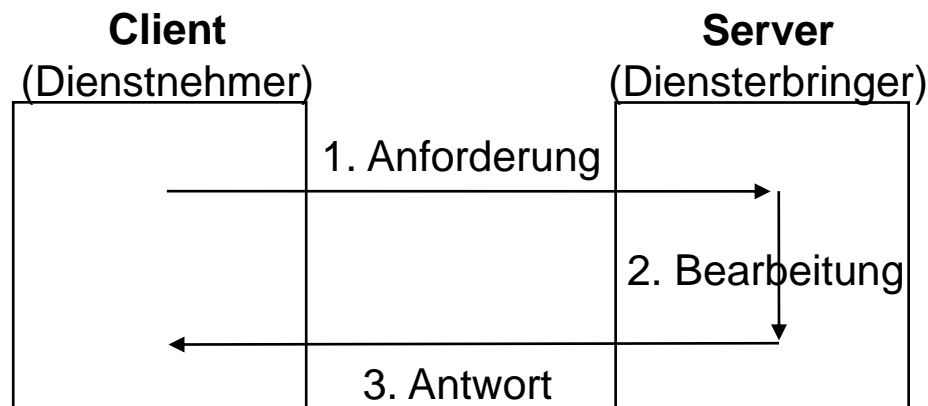 Client
(Dienstnehmer)
Server
(Diensterbringer)
1. Anforderung
2. Bearbeitung
3. Antwort